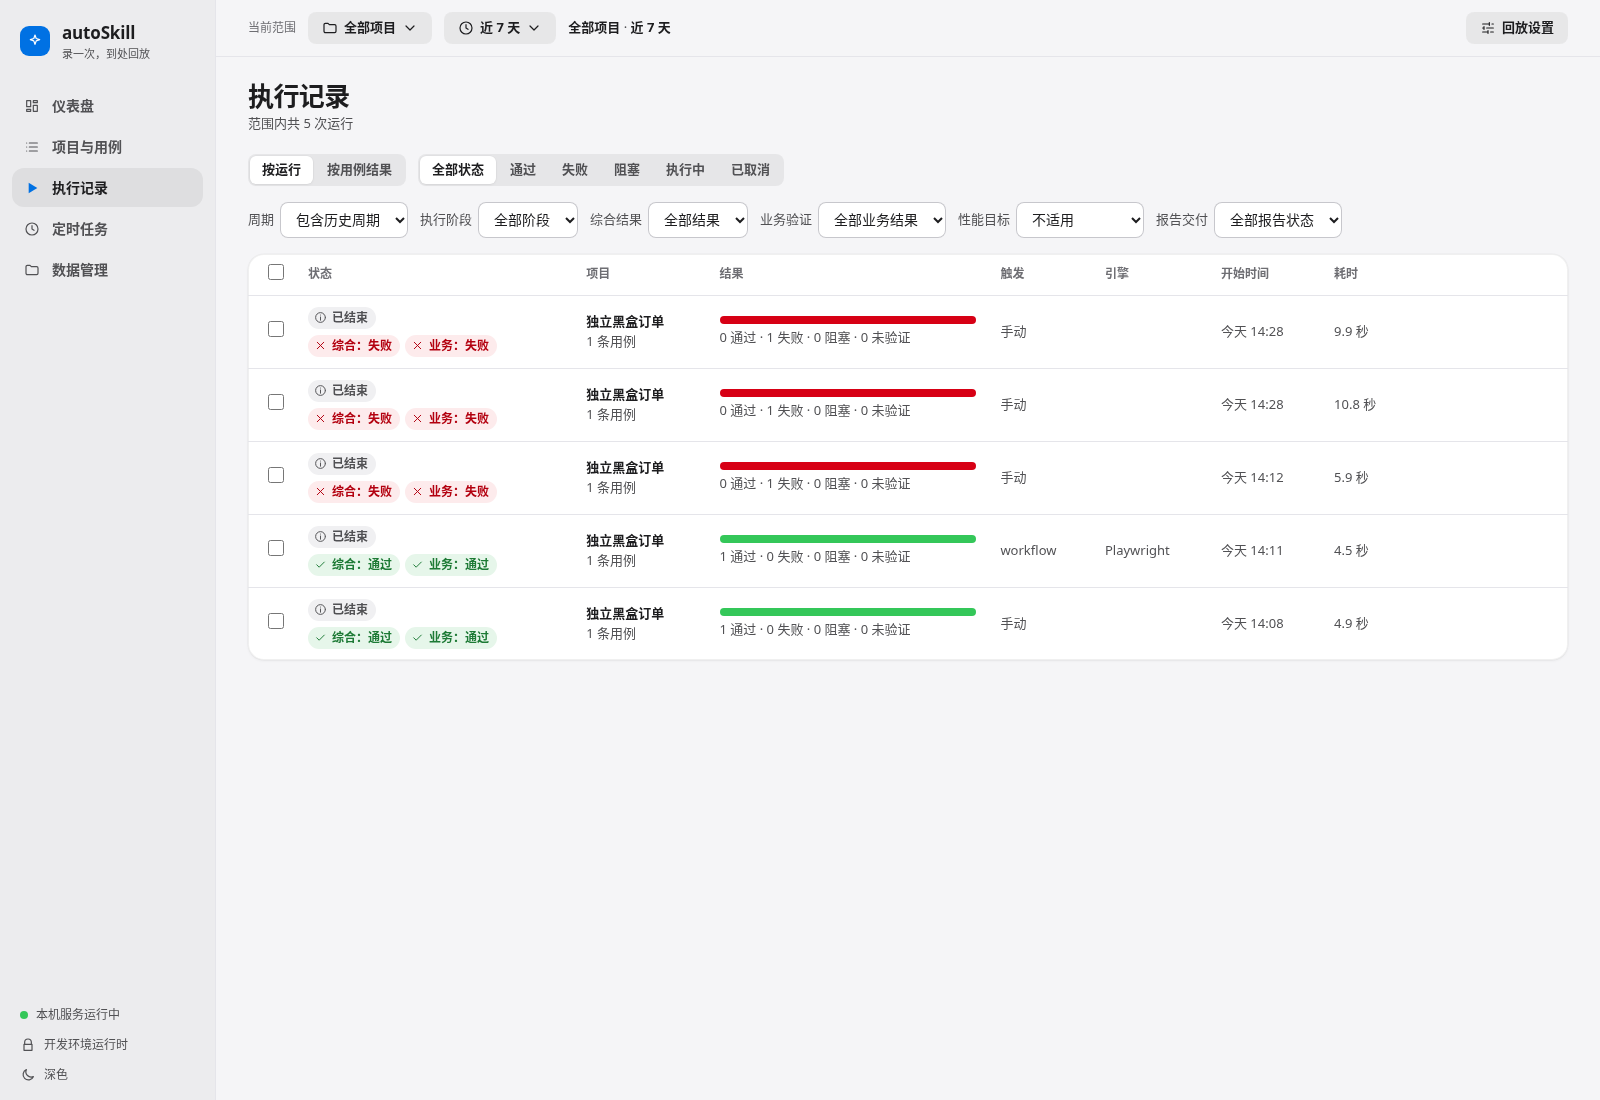 autoSkill
录一次，到处回放
仪表盘
项目与用例
执行记录
定时任务
数据管理
本机服务运行中
开发环境运行时
深色
当前范围 全部项目 近 7 天 全部项目 · 近 7 天 回放设置
执行记录
范围内共 5 次运行
按运行 按用例结果 全部状态 通过 失败 阻塞 执行中 已取消
周期 包含历史周期 执行阶段 全部阶段 综合结果 全部结果 业务验证 全部业务结果 性能目标 不适用 报告交付 全部报告状态
状态 项目 结果 触发 引擎 开始时间 耗时
已结束
综合：失败 业务：失败
独立黑盒订单
1 条用例
0 通过 · 1 失败 · 0 阻塞 · 0 未验证
手动 今天 14:28 9.9 秒
已结束
综合：失败 业务：失败
独立黑盒订单
1 条用例
0 通过 · 1 失败 · 0 阻塞 · 0 未验证
手动 今天 14:28 10.8 秒
已结束
综合：失败 业务：失败
独立黑盒订单
1 条用例
0 通过 · 1 失败 · 0 阻塞 · 0 未验证
手动 今天 14:12 5.9 秒
已结束
综合：通过 业务：通过
独立黑盒订单
1 条用例
1 通过 · 0 失败 · 0 阻塞 · 0 未验证
workflow Playwright 今天 14:11 4.5 秒
已结束
综合：通过 业务：通过
独立黑盒订单
1 条用例
1 通过 · 0 失败 · 0 阻塞 · 0 未验证
手动 今天 14:08 4.9 秒